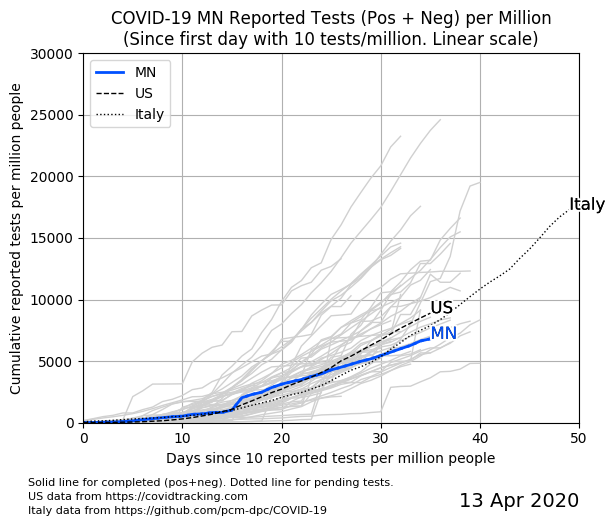 COVID-19 MN Reported Tests (Pos + Neg) per Million
(Since first day with 10 tests/million. Linear scale)
30000
25000
20000
15000
10000
5000
0
Cumulative reported tests per million people
MN
US
Italy
Italy
US
MN
0 10 20 30 40 50
Days since 10 reported tests per million people
Solid line for completed (pos+neg). Dotted line for pending tests.
US data from https://covidtracking.com
Italy data from https://github.com/pcm-dpc/COVID-19
13 Apr 2020